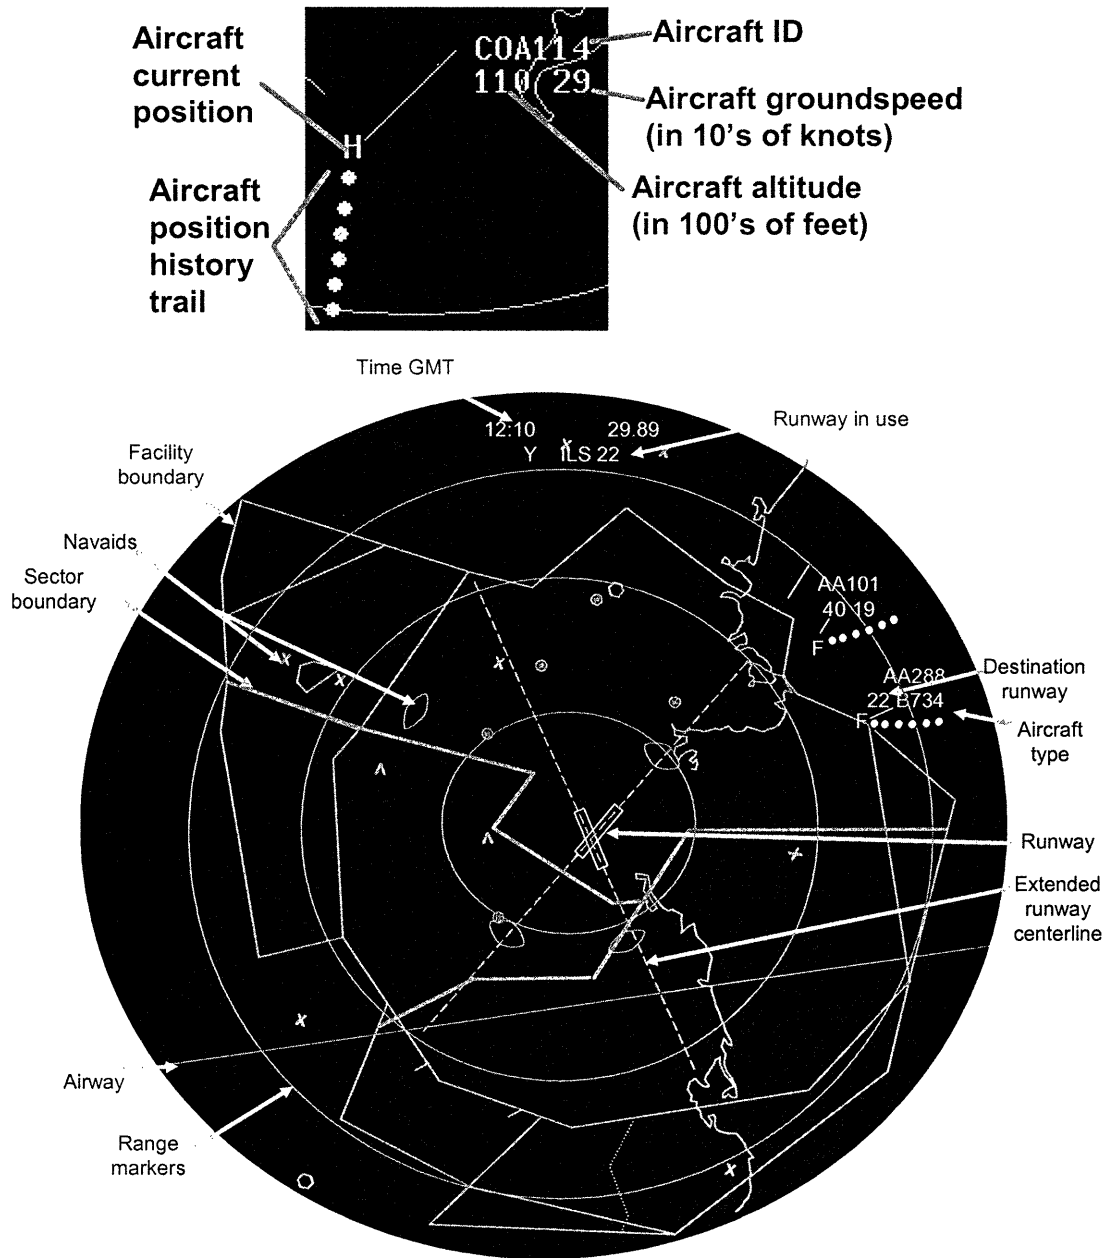 Aircraft
current
position
COA114
110 29
H
Aircraft ID
Aircraft groundspeed
(in 10's of knots)
Aircraft altitude
(in 100's of feet)
Aircraft
position
history
trail
Time GMT
Runway in use
12:10 29.89
Y ILS 22
Facility
boundary
Navaids
Sector
boundary
AA101
40 19
F
AA288
22 B734
F
Destination
runway
Aircraft
type
Runway
Extended
runway
centerline
Airway
Range
markers